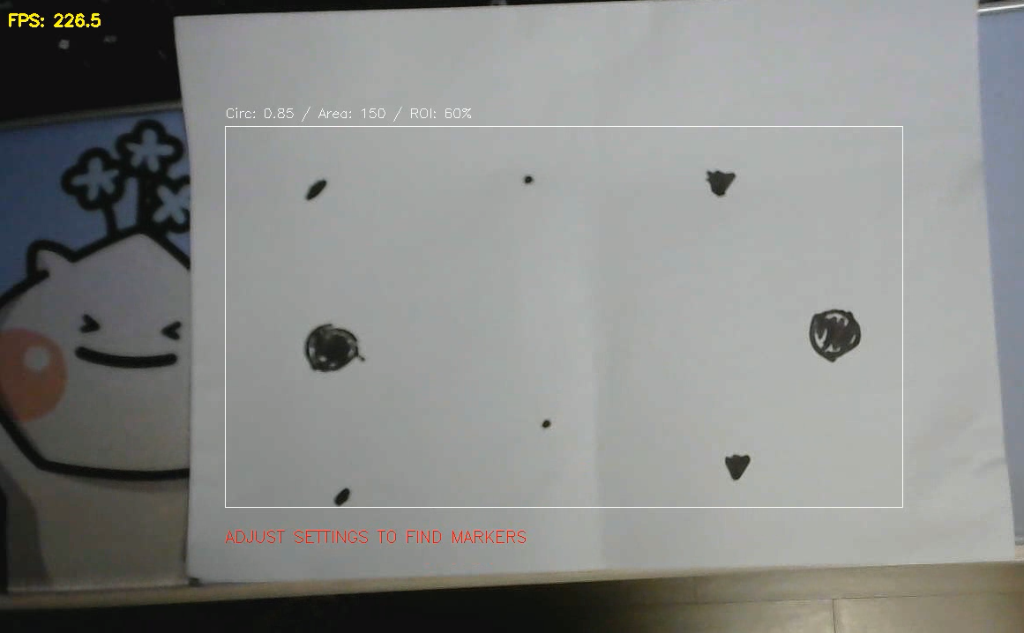 FPS: 226.5
Circ: 0.85 / Area: 150 / ROI: 60%
ADJUST SETTINGS TO FIND MARKERS